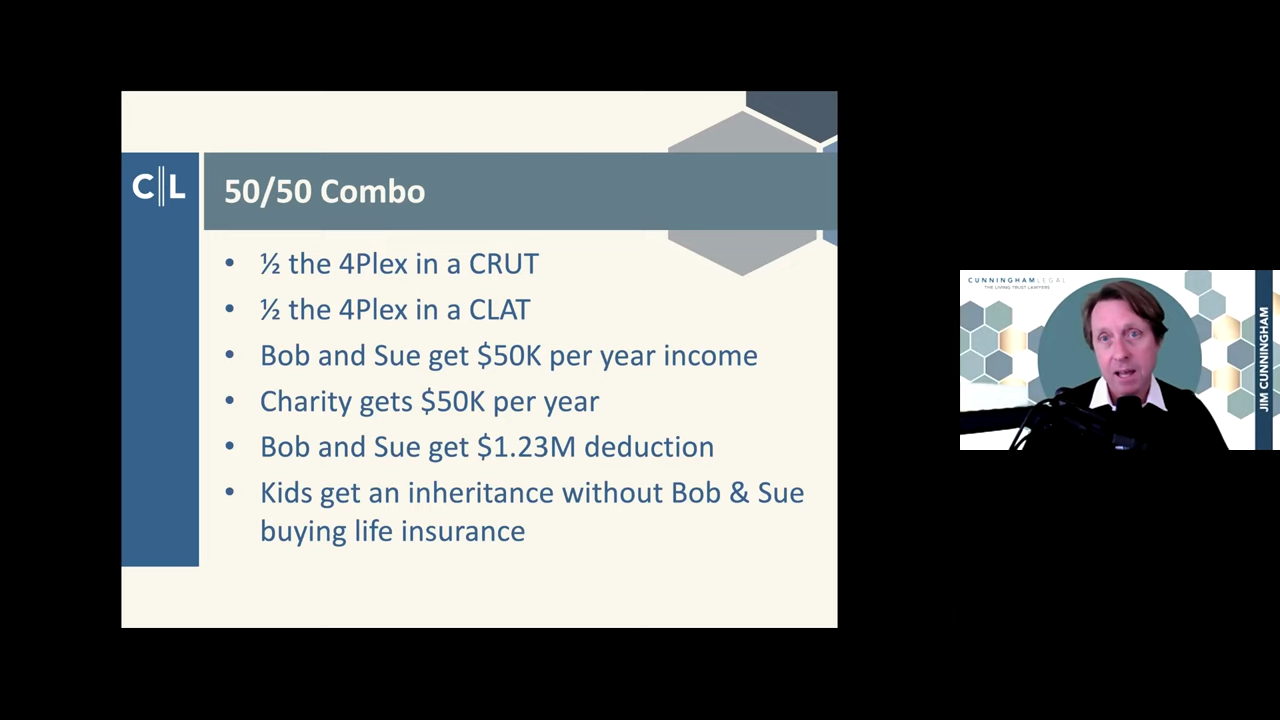 C||L
50/50 Combo
• ½ the 4Plex in a CRUT
• ½ the 4Plex in a CLAT
• Bob and Sue get $50K per year income
• Charity gets $50K per year
• Bob and Sue get $1.23M deduction
• Kids get an inheritance without Bob & Sue
buying life insurance
CUNNINGHAMLEGAL
THE LIVING TRUST LAWYERS
JIM CUNNINGHAM